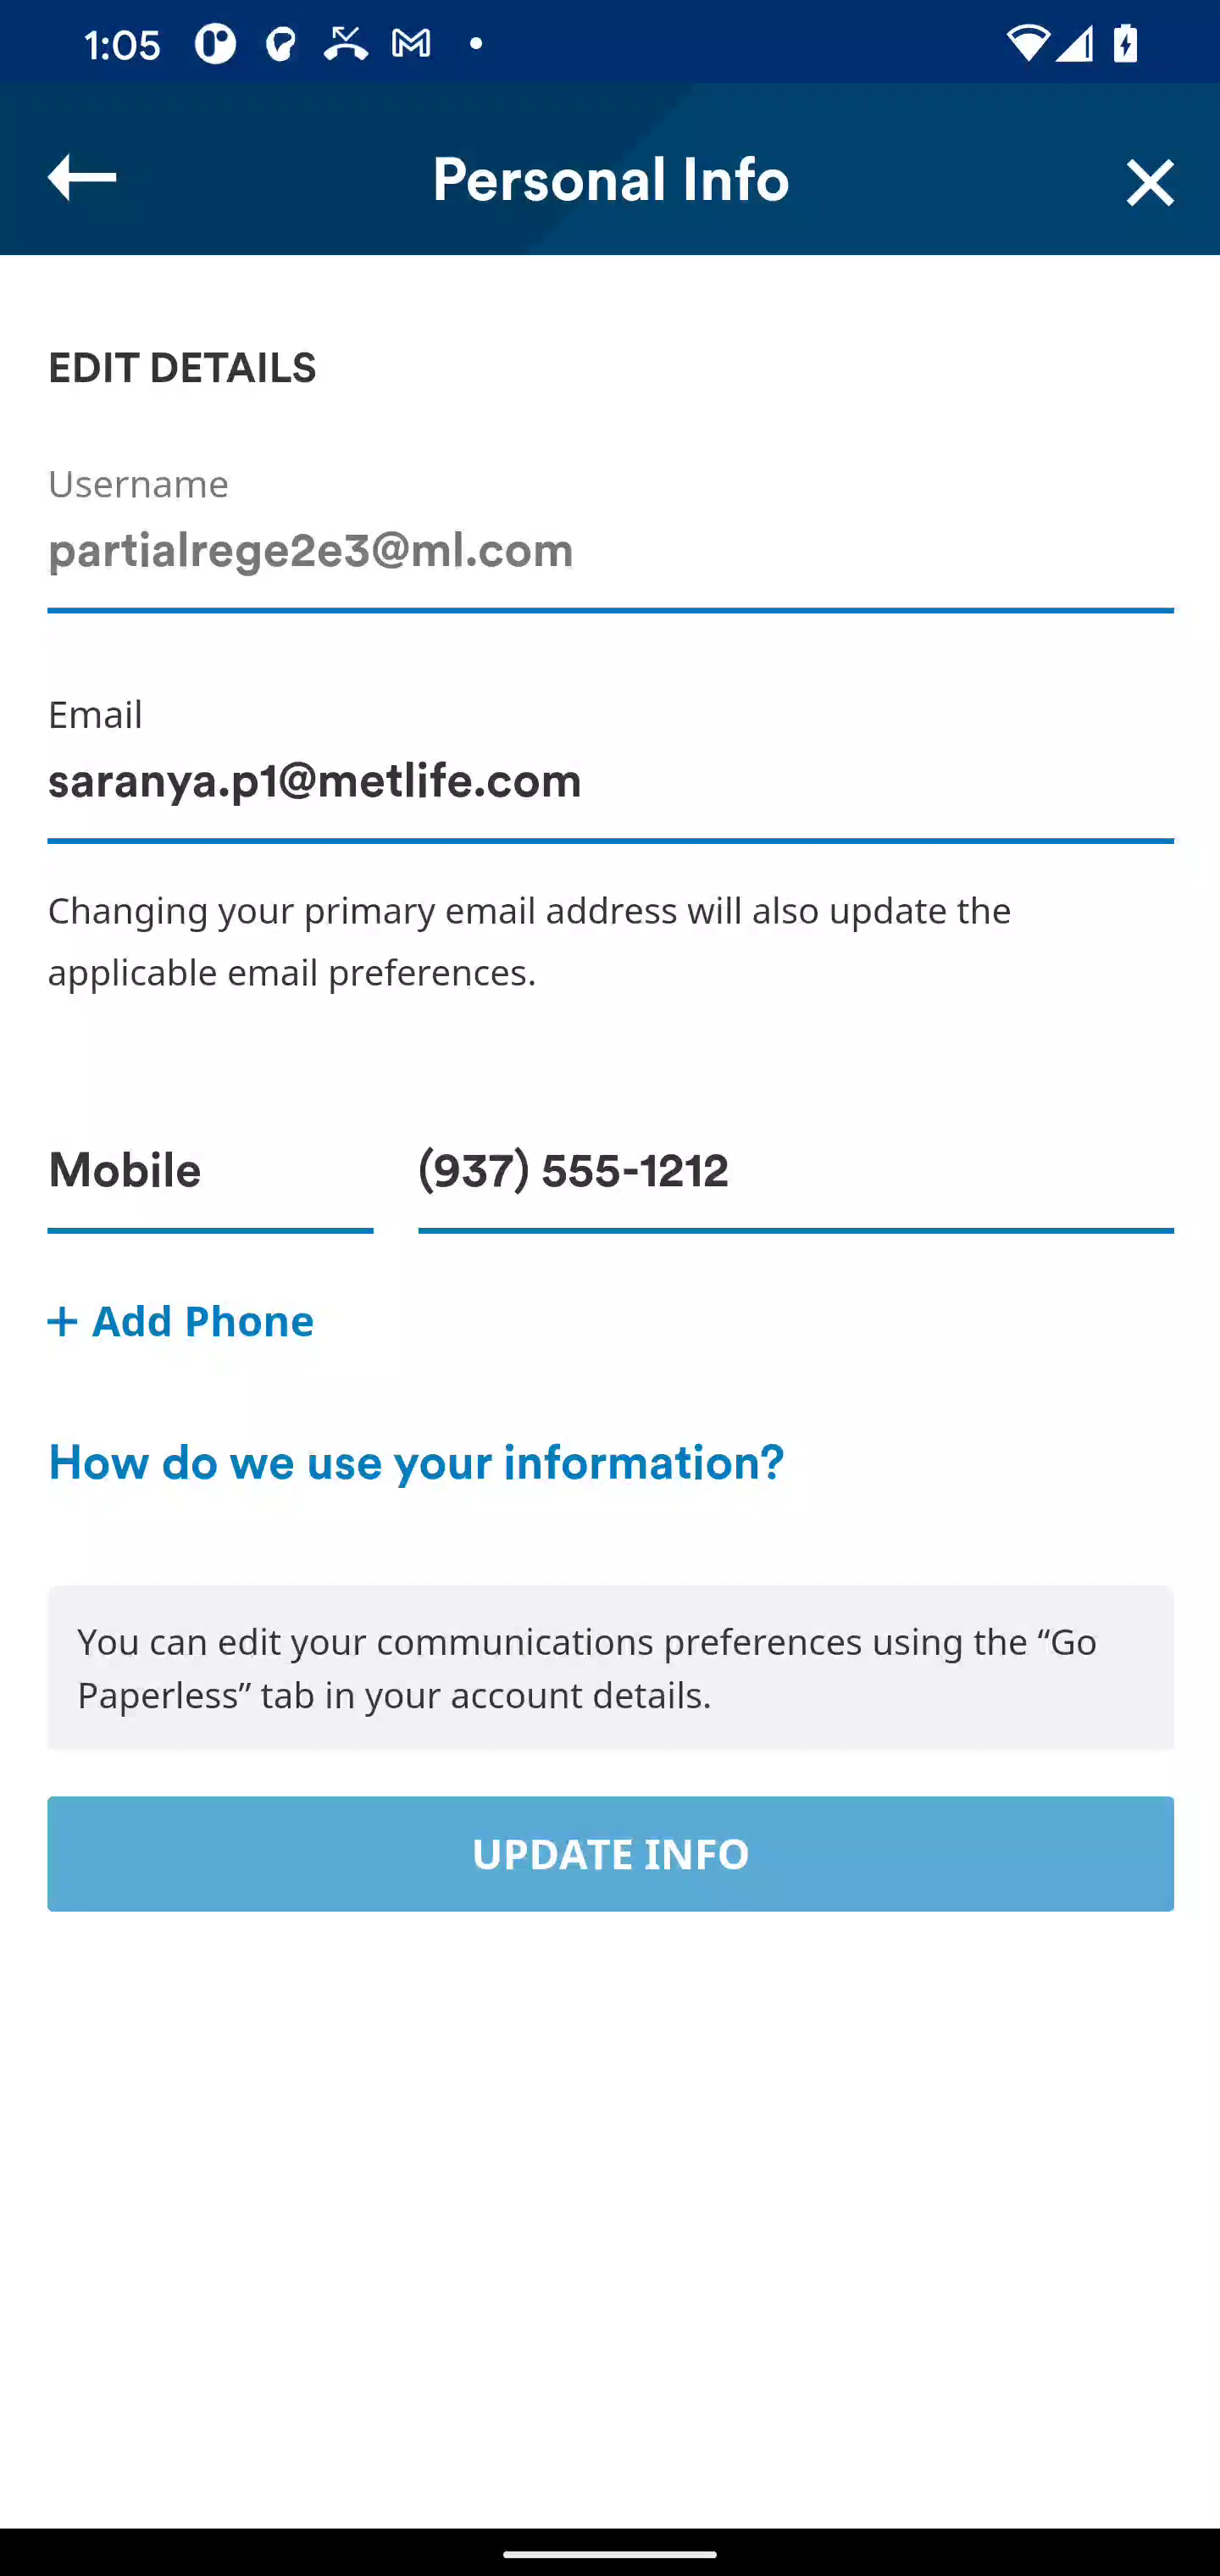 1:05
Personal Info
EDIT DETAILS
Username
partialrege2e3@ml.com
Email
saranya.p1@metlife.com
Changing your primary email address will also update the
applicable email preferences.
Mobile (937) 555-1212
+ Add Phone
How do we use your information?
You can edit your communications preferences using the “Go
Paperless” tab in your account details.
UPDATE INFO